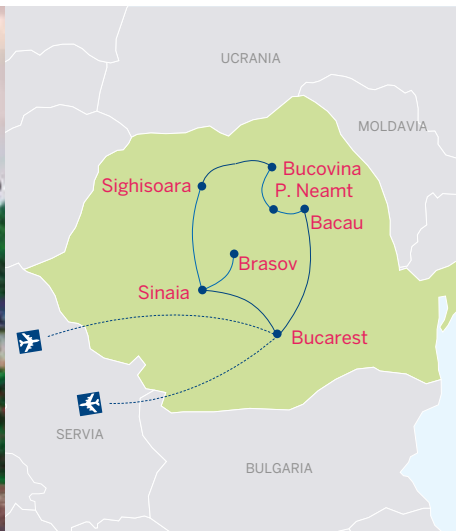 UCRANIA
MOLDAVIA
Bucovina
Sighisoara
P. Neamt
Bacau
Brasov
Sinaia
Bucarest
SERVIA
BULGARIA